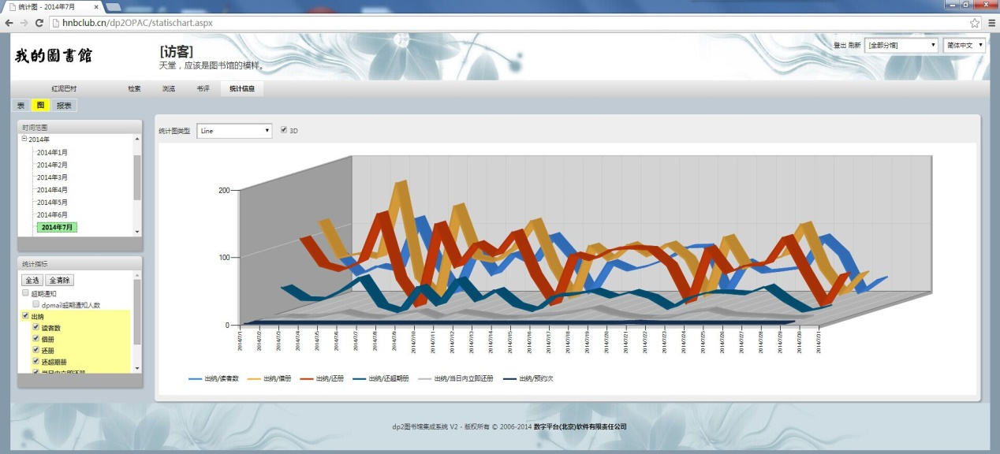 统计图 - 2014年7月
hnbclub.cn/dp2OPAC/statischart.aspx
我的圖書館
[访客]
天堂，应该是图书馆的模样。
登出 刷新 [全部分馆] 简体中文
红泥巴村 检索 浏览 书评 统计信息
表 图 报表
时间范围
2014年
2014年1月
2014年2月
2014年3月
2014年4月
2014年5月
2014年6月
2014年7月
统计指标
全选 全清除
超期通知
dpmail超期通知人数
出纳
读者数
借册
还册
还超期册
当日内立即还册
统计图类型 Line 3D
200
100
0
2014/7/1 2014/7/2 2014/7/3 2014/7/4 2014/7/5 2014/7/6 2014/7/7 2014/7/8 2014/7/9 2014/7/10 2014/7/11 2014/7/12 2014/7/13 2014/7/14 2014/7/15 2014/7/16 2014/7/17 2014/7/18 2014/7/19 2014/7/20 2014/7/21 2014/7/22 2014/7/23 2014/7/24 2014/7/25 2014/7/26 2014/7/27 2014/7/28 2014/7/29 2014/7/30 2014/7/31
出纳/读者数 出纳/借册 出纳/还册 出纳/还超期册 出纳/当日内立即还册 出纳/预约次
dp2图书馆集成系统 V2 - 版权所有 © 2006-2014 数字平台(北京)软件有限责任公司